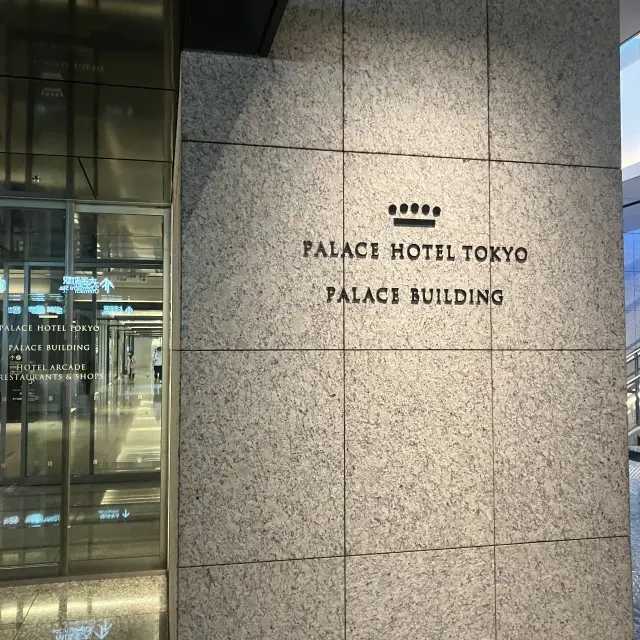 PALACE HOTEL TOKYO
PALACE BUILDING
PALACE HOTEL TOKYO
PALACE BUILDING
HOTEL ARCADE
RESTAURANTS & SHOPS